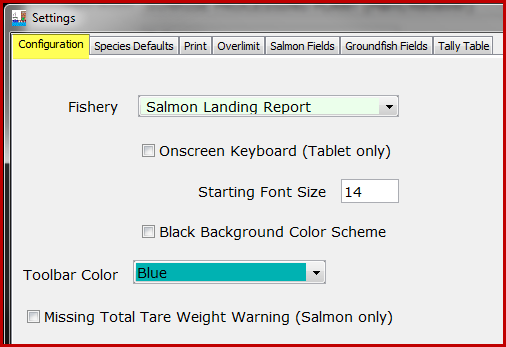 Settings
Configuration Species Defaults Print Overlimit Salmon Fields Groundfish Fields Tally Table
Fishery Salmon Landing Report
Onscreen Keyboard (Tablet only)
Starting Font Size 14
Black Background Color Scheme
Toolbar Color Blue
Missing Total Tare Weight Warning (Salmon only)